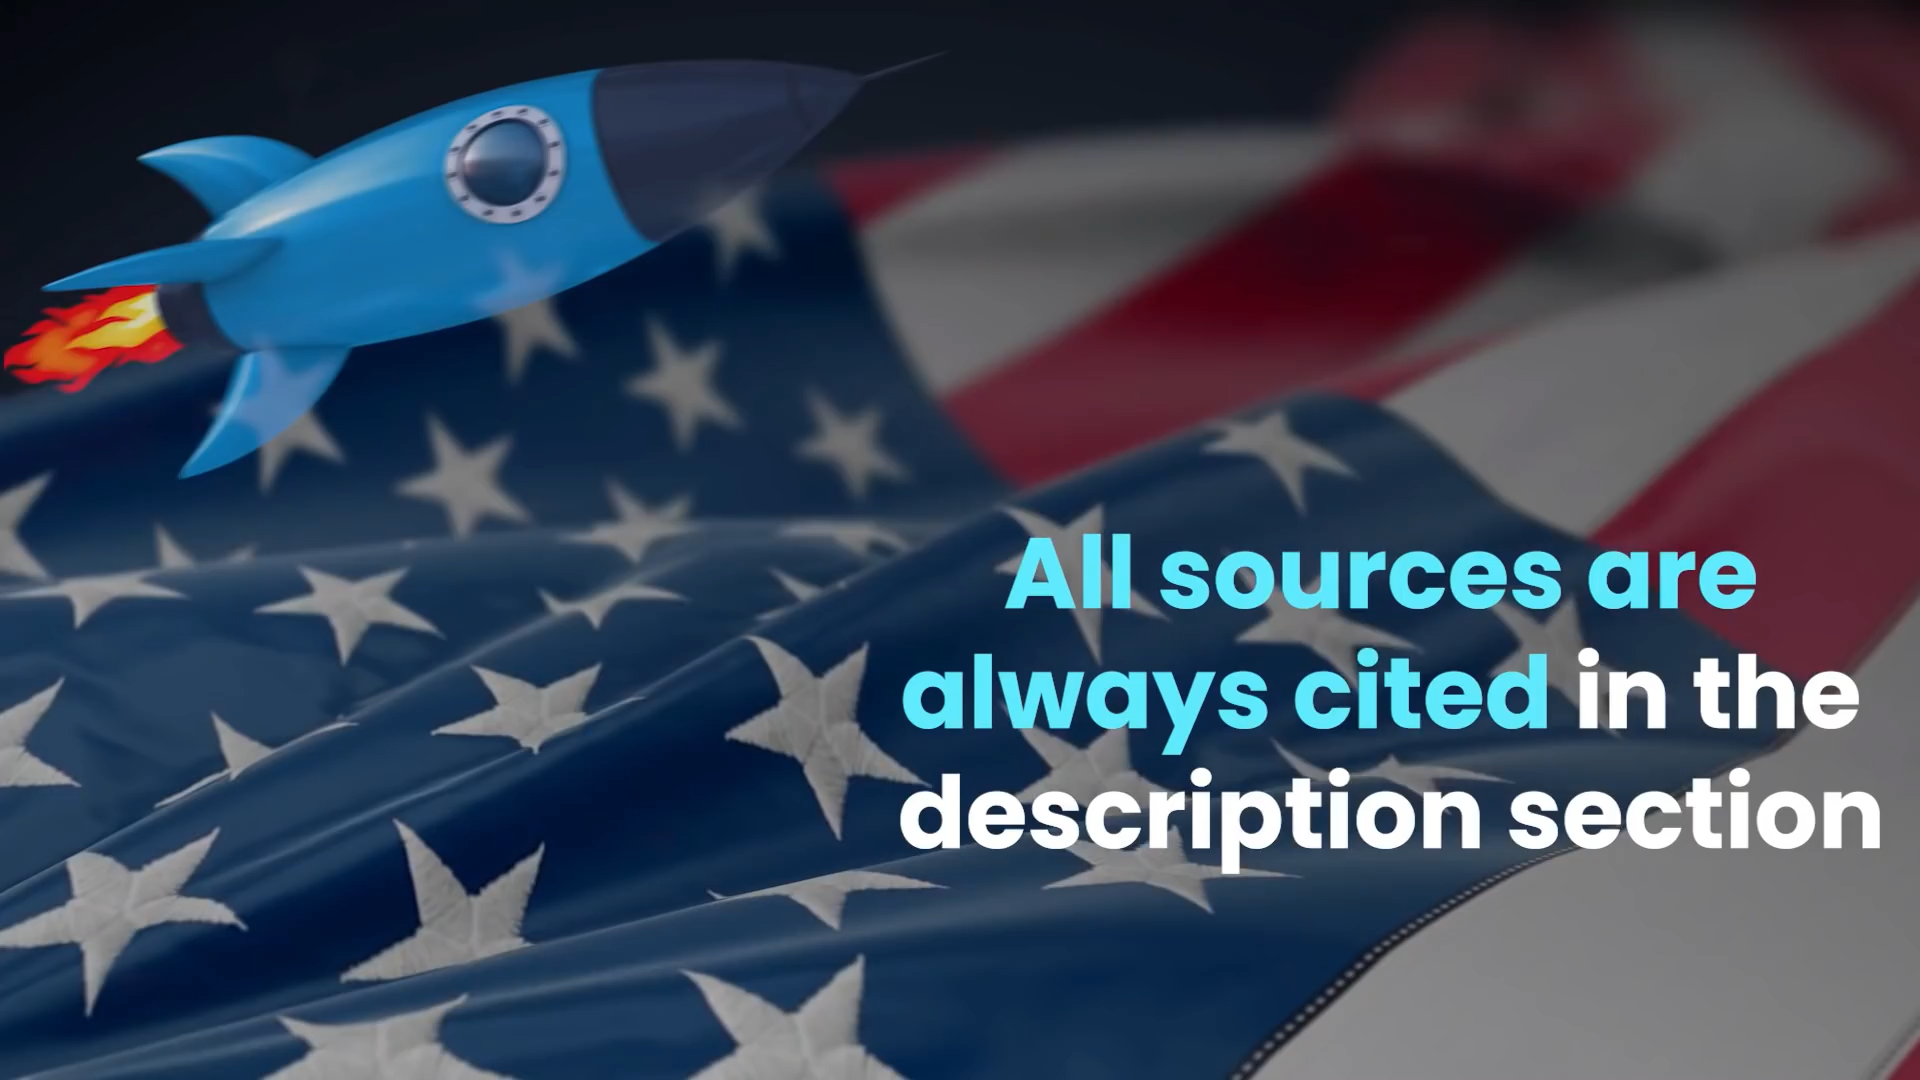 All sources are
always cited in the
description section